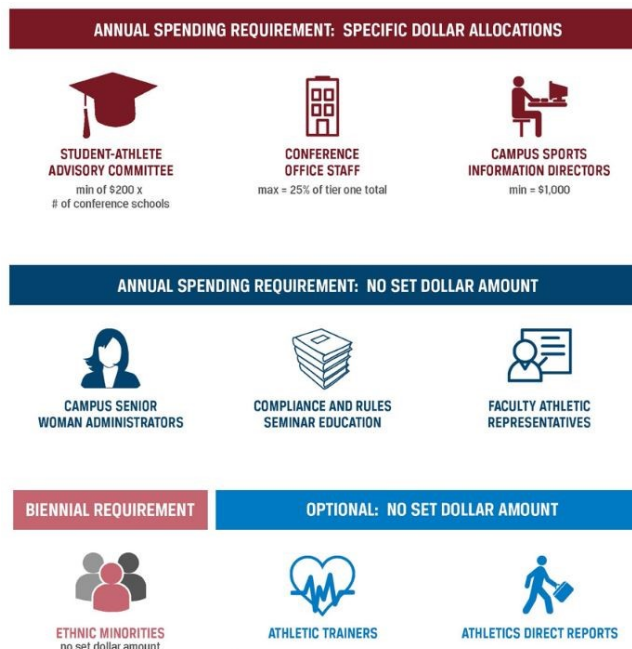 ANNUAL SPENDING REQUIREMENT: SPECIFIC DOLLAR ALLOCATIONS
STUDENT-ATHLETE
ADVISORY COMMITTEE
min of $200 x
# of conference schools
CONFERENCE
OFFICE STAFF
max = 25% of tier one total
CAMPUS SPORTS
INFORMATION DIRECTORS
min = $1,000
ANNUAL SPENDING REQUIREMENT: NO SET DOLLAR AMOUNT
CAMPUS SENIOR
WOMAN ADMINISTRATORS
COMPLIANCE AND RULES
SEMINAR EDUCATION
FACULTY ATHLETIC
REPRESENTATIVES
BIENNIAL REQUIREMENT
ETHNIC MINORITIES
no set dollar amount
OPTIONAL: NO SET DOLLAR AMOUNT
ATHLETIC TRAINERS
ATHLETICS DIRECT REPORTS